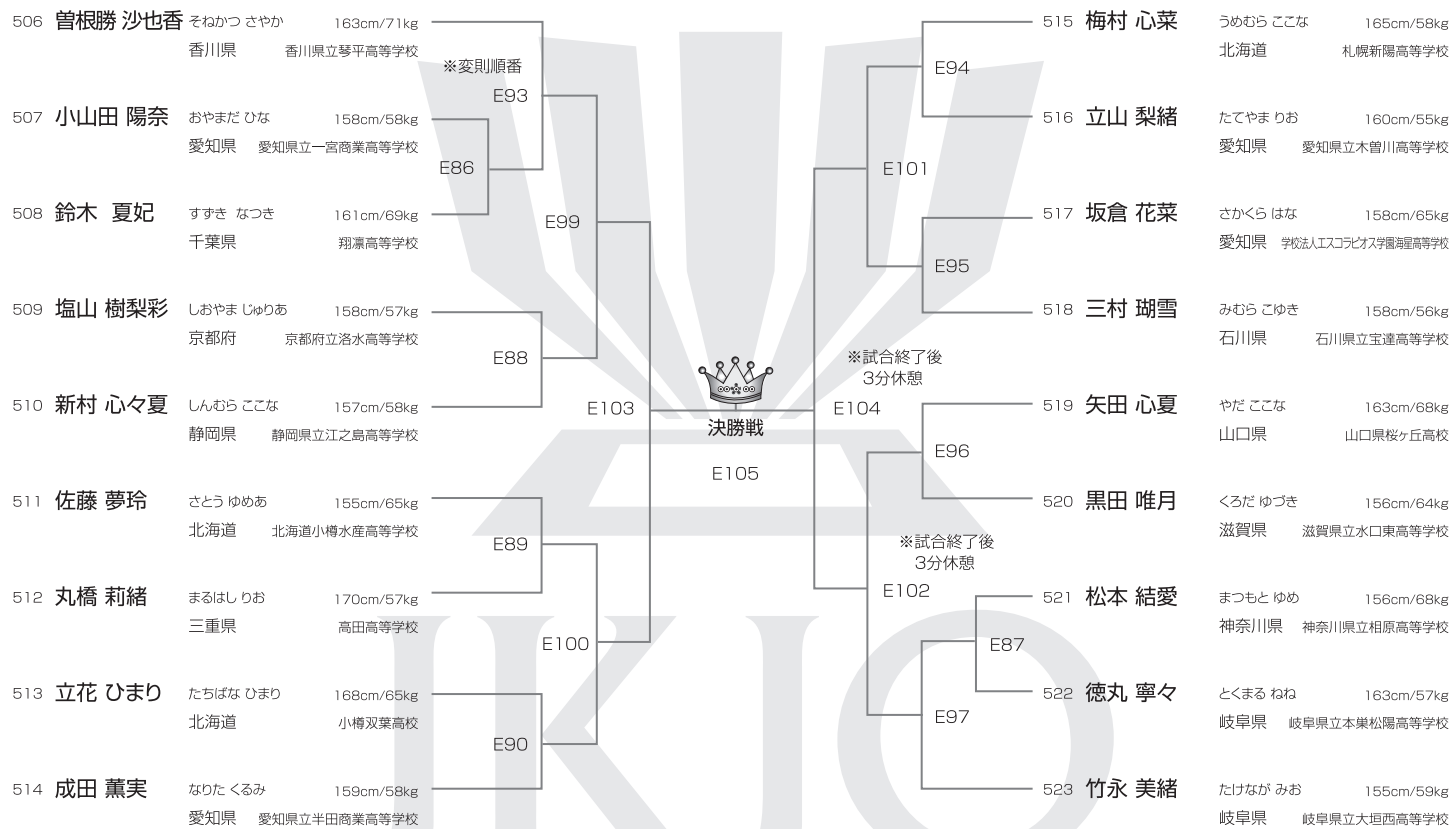 506 曽根勝 沙也香 そねかつ さやか 163cm/71kg
香川県 香川県立琴平高等学校
507 小山田 陽奈 おやまだ ひな 158cm/58kg
愛知県 愛知県立一宮商業高等学校
508 鈴木 夏妃 すずき なつき 161cm/69kg
千葉県 翔凜高等学校
509 塩山 樹梨彩 しおやま じゅりあ 158cm/57kg
京都府 京都府立洛水高等学校
510 新村 心々夏 しんむら ここな 157cm/58kg
静岡県 静岡県立江之島高等学校
511 佐藤 夢玲 さとう ゆめあ 155cm/65kg
北海道 北海道小樽水産高等学校
512 丸橋 莉緒 まるはし りお 170cm/57kg
三重県 高田高等学校
513 立花 ひまり たちばな ひまり 168cm/65kg
北海道 小樽双葉高校
514 成田 薫実 なりた くるみ 159cm/58kg
愛知県 愛知県立半田商業高等学校
※変則順番
E93
E86
E99
E88
E103
E89
E100
E90
決勝戦
E105
E94
E101
E95
※試合終了後
3分休憩
E104
E96
※試合終了後
3分休憩
E102
E87
E97
515 梅村 心菜 うめむら ここな 165cm/58kg
北海道 札幌新陽高等学校
516 立山 梨緒 たてやま りお 160cm/55kg
愛知県 愛知県立木曽川高等学校
517 坂倉 花菜 さかくら はな 158cm/65kg
愛知県 学校法人エスコラピオス学園海星高等学校
518 三村 瑚雪 みむら こゆき 158cm/56kg
石川県 石川県立宝達高等学校
519 矢田 心夏 やだ ここな 163cm/68kg
山口県 山口県桜ヶ丘高校
520 黒田 唯月 くろだ ゆづき 156cm/64kg
滋賀県 滋賀県立水口東高等学校
521 松本 結愛 まつもと ゆめ 156cm/68kg
神奈川県 神奈川県立相原高等学校
522 徳丸 寧々 とくまる ねね 163cm/57kg
岐阜県 岐阜県立本巣松陽高等学校
523 竹永 美緒 たけなが みお 155cm/59kg
岐阜県 岐阜県立大垣西高等学校